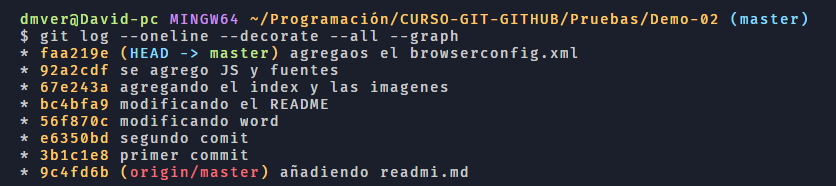 dmver@David-pc MINGW64 ~/Programación/CURSO-GIT-GITHUB/Pruebas/Demo-02 (master)
$ git log --oneline --decorate --all --graph
* faa219e (HEAD -> master) agregaos el browserconfig.xml
* 92a2cdf se agrego JS y fuentes
* 67e243a agregando el index y las imagenes
* bc4bfa9 modificando el README
* 56f870c modificando word
* e6350bd segundo comit
* 3b1c1e8 primer commit
* 9c4fd6b (origin/master) añadiendo readmi.md